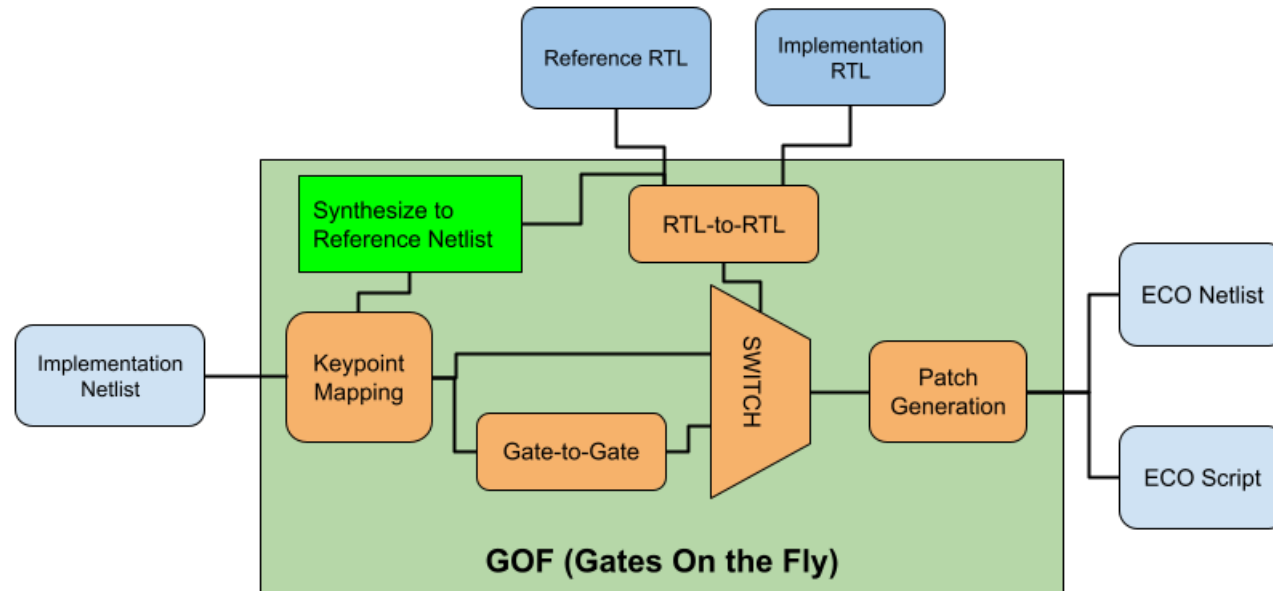 Reference RTL
Implementation
RTL
Synthesize to
Reference Netlist
RTL-to-RTL
Implementation
Netlist
Keypoint
Mapping
Gate-to-Gate
SWITCH
Patch
Generation
ECO Netlist
ECO Script
GOF (Gates On the Fly)